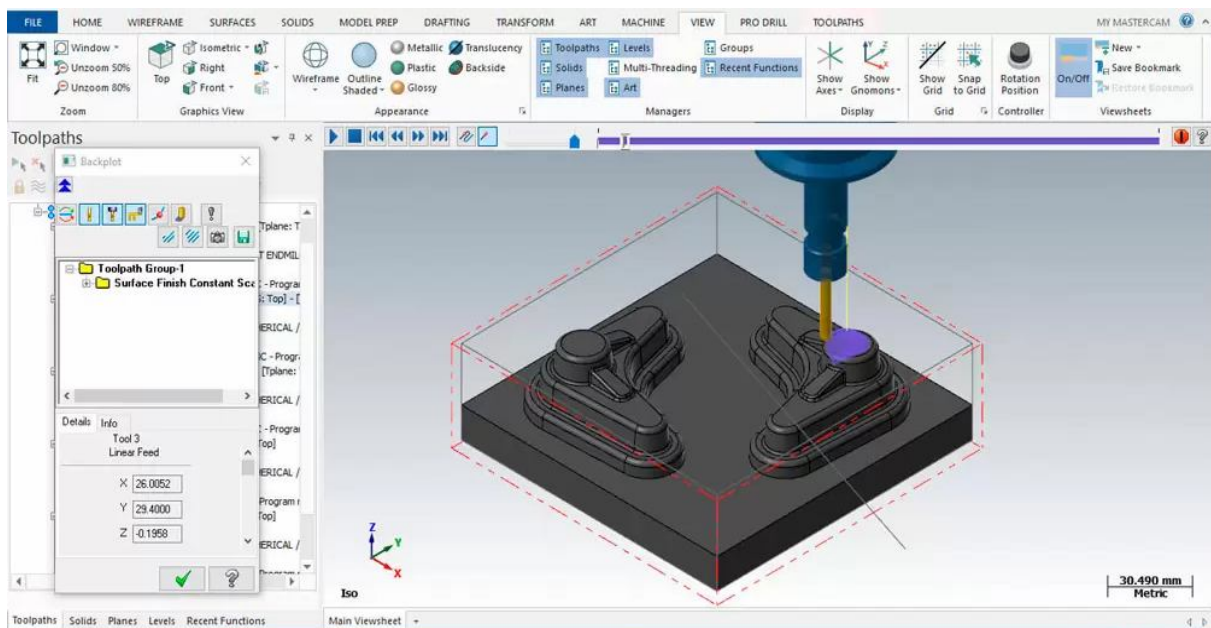 FILE HOME WIREFRAME SURFACES SOLIDS MODEL PREP DRAFTING TRANSFORM ART MACHINE VIEW PRO DRILL TOOLPATHS MY MASTERCAM
Fit
Window
Unzoom 50%
Unzoom 80%
Zoom
Top
Isometric
Right
Front
Graphics View
Wireframe
Outline Shaded
Metallic
Plastic
Glossy
Translucency
Backside
Appearance
Toolpaths
Solids
Planes
Levels
Multi-Threading
Art
Groups
Recent Functions
Managers
Show Axes
Show Gnomons
Display
Show Grid
Snap to Grid
Grid
Rotation Position
Controller
On/Off
New
Save Bookmark
Restore Bookmark
Viewsheets
Toolpaths
Backplot
Toolpath Group-1
Surface Finish Constant Sca
[Tplane: T
T ENDMIL
C - Progra
G: Top] - [
ERICAL /
C - Progra
[Tplane:
ERICAL /
C - Progra
Top]
ERICAL /
Program n
Top]
ERICAL /
Details Info
Tool 3
Linear Feed
X 26.0052
Y 29.4000
Z -0.1958
Z
Y
X
Iso
30.490 mm
Metric
Toolpaths Solids Planes Levels Recent Functions
Main Viewsheet +